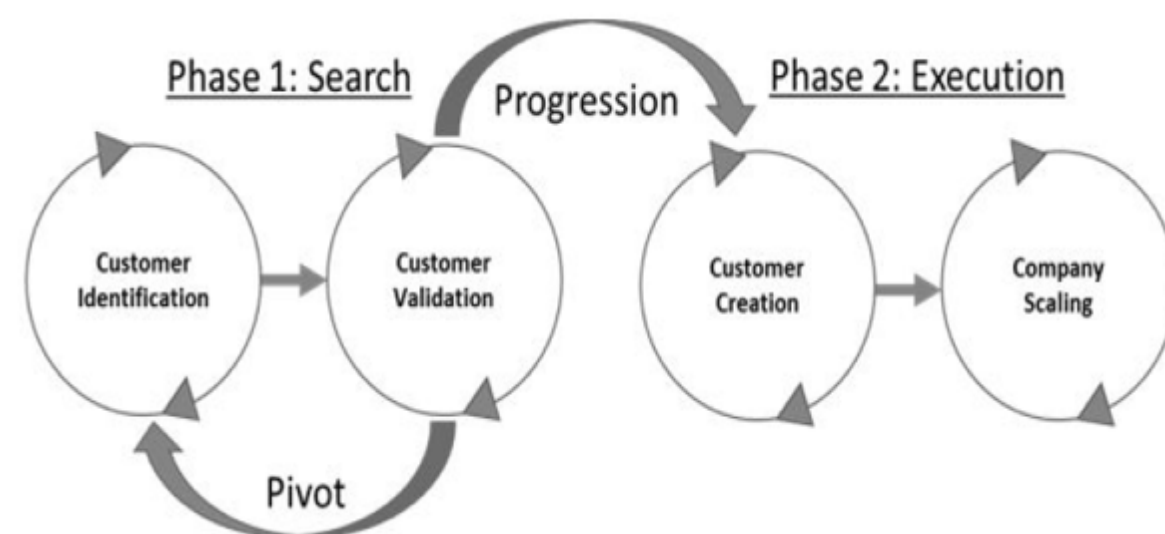 Phase 1: Search
Progression
Phase 2: Execution
Customer
Identification
Customer
Validation
Customer
Creation
Company
Scaling
Pivot